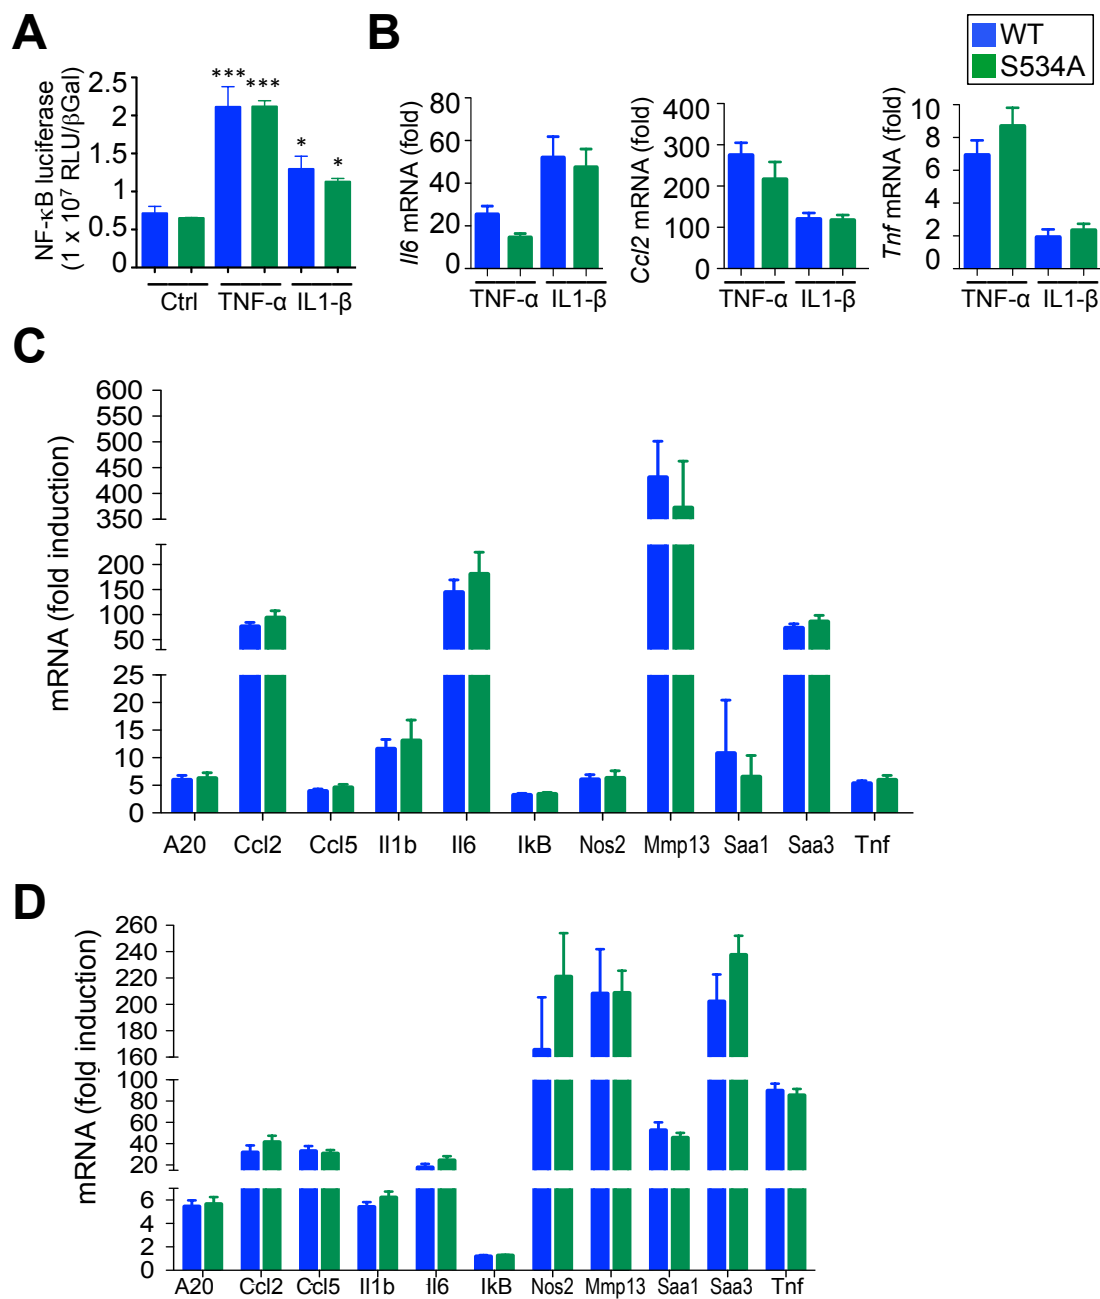 A
B
WT
S534A
NF-κB luciferase
(1 x 10⁷ RLU/βGal)
2.5
2
1.5
1
0.5
0
***
***
*
*
Ctrl
TNF-α
IL1-β
Il6 mRNA (fold)
80
60
40
20
0
TNF-α
IL1-β
Ccl2 mRNA (fold)
400
300
200
100
0
TNF-α
IL1-β
Tnf mRNA (fold)
10
8
6
4
2
0
TNF-α
IL1-β
C
mRNA (fold induction)
600
550
500
450
400
350
200
150
100
50
25
20
15
10
5
0
A20 Ccl2 Ccl5 Il1b Il6 IkB Nos2 Mmp13 Saa1 Saa3 Tnf
D
mRNA (fold induction)
260
240
220
200
180
160
100
80
60
40
20
6
4
2
0
A20 Ccl2 Ccl5 Il1b Il6 IkB Nos2 Mmp13 Saa1 Saa3 Tnf